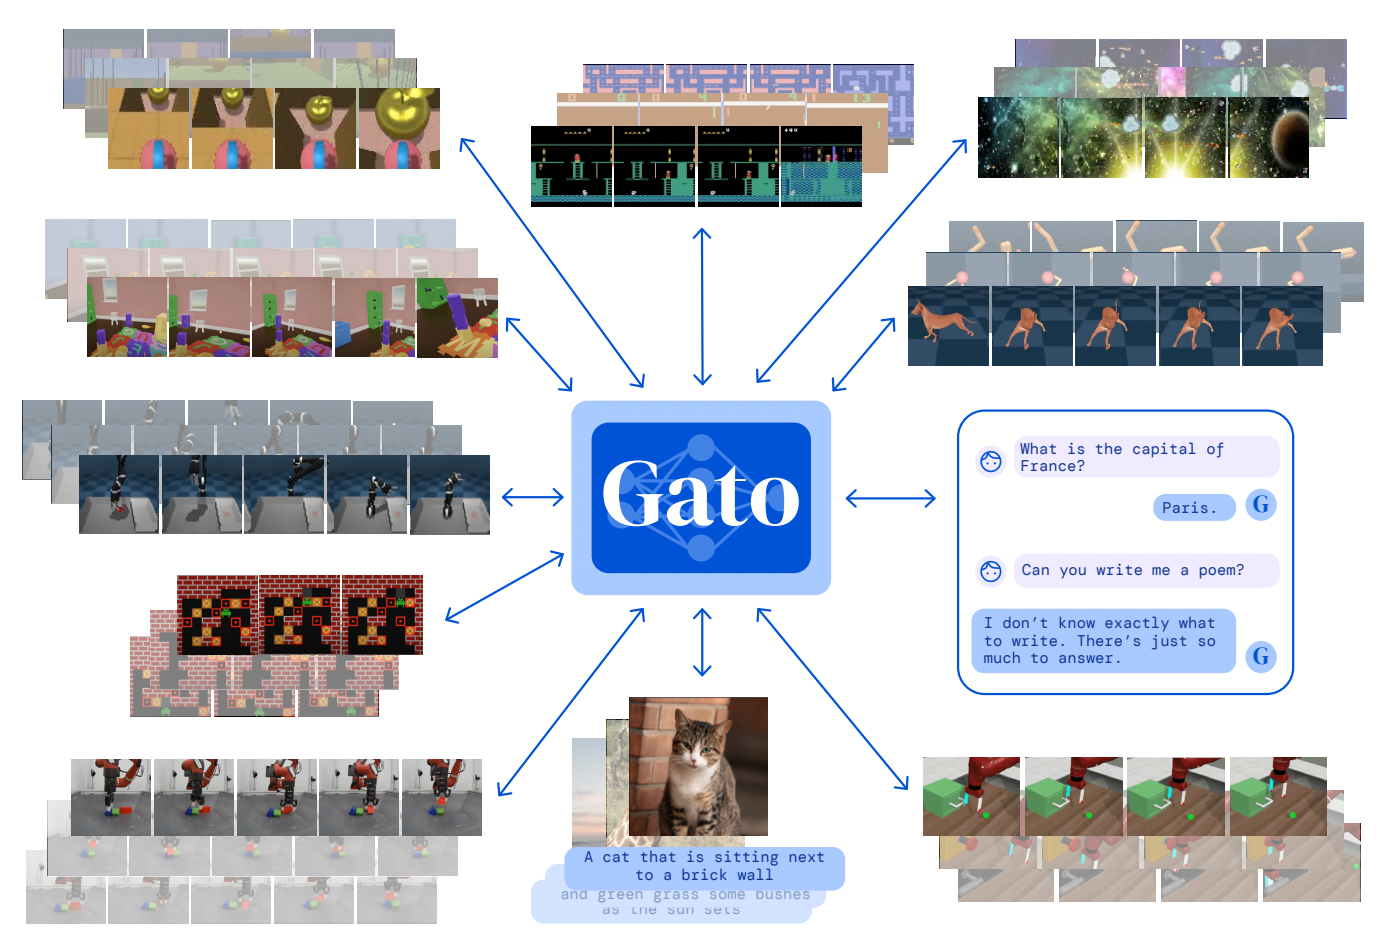 Gato
What is the capital of
France?
Paris.
G
Can you write me a poem?
I don't know exactly what
to write. There's just so
much to answer.
G
A cat that is sitting next
to a brick wall
and green grass some bushes
as the sun sets